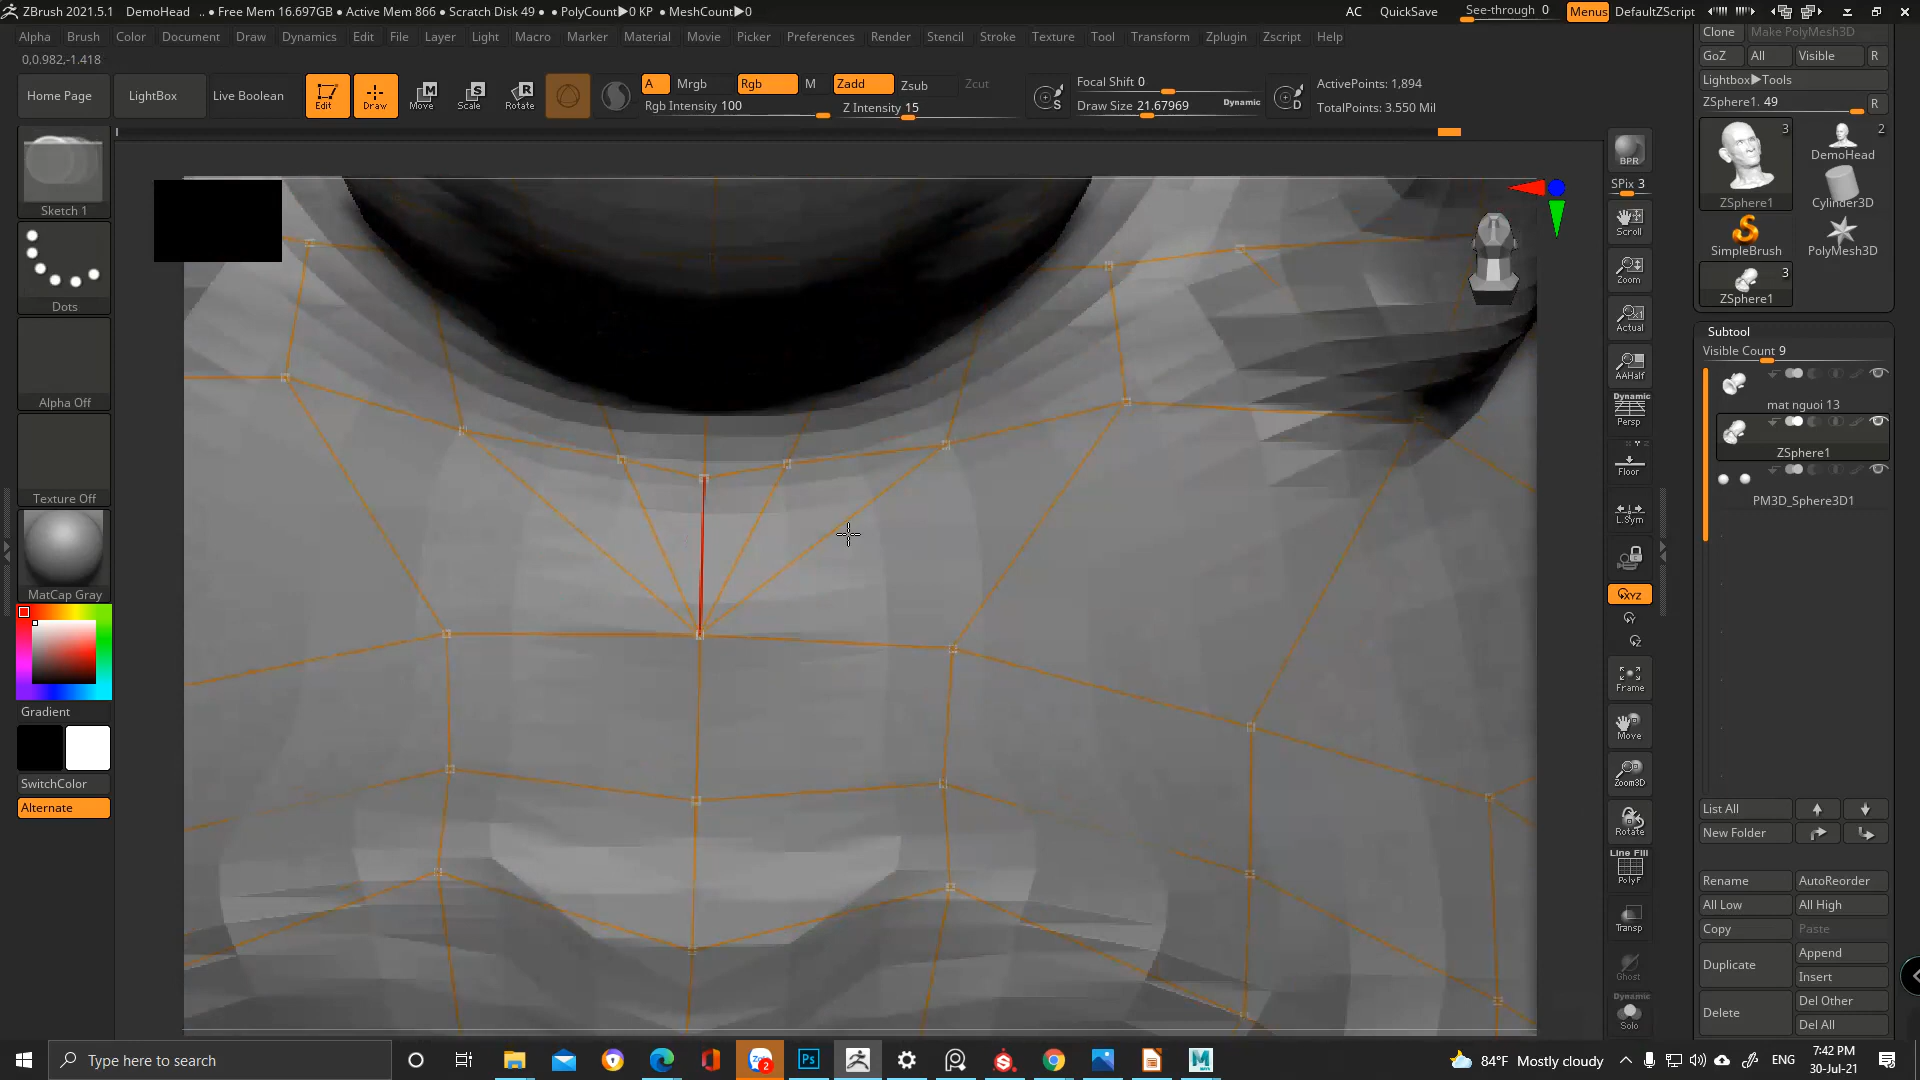 ZBrush 2021.5.1 DemoHead .. • Free Mem 16.697GB • Active Mem 866 • Scratch Disk 49 • • PolyCount▶0 KP • MeshCount▶0 AC QuickSave See-through 0 Menus DefaultZScript
Alpha Brush Color Document Draw Dynamics Edit File Layer Light Macro Marker Material Movie Picker Preferences Render Stencil Stroke Texture Tool Transform Zplugin Zscript Help
0,0.982,-1.418
Home Page LightBox Live Boolean Edit Draw Move Scale Rotate
A Mrgb Rgb M Zadd Zsub Zcut
Rgb Intensity 100 Z Intensity 15
Focal Shift 0
Draw Size 21.67969 Dynamic
ActivePoints: 1,894
TotalPoints: 3.550 Mil
Sketch 1
Dots
Alpha Off
Texture Off
MatCap Gray
Gradient
SwitchColor
Alternate
BPR
SPix 3
Scroll
Zoom
Actual
AAHalf
Dynamic
Persp
Floor
L.Sym
XYZ
Frame
Move
Zoom3D
Rotate
Line Fill
PolyF
Transp
Ghost
Dynamic
Solo
Clone Make PolyMesh3D
GoZ All Visible R
Lightbox▶Tools
ZSphere1. 49 R
3 2
DemoHead
ZSphere1 Cylinder3D
SimpleBrush PolyMesh3D
3
ZSphere1
Subtool
Visible Count 9
mat nguoi 13
ZSphere1
PM3D_Sphere3D1
List All
New Folder
Rename AutoReorder
All Low All High
Copy Paste
Duplicate Append
Insert
Delete Del Other
Del All
Type here to search
2
Ps
84°F Mostly cloudy
ENG
7:42 PM
30-Jul-21